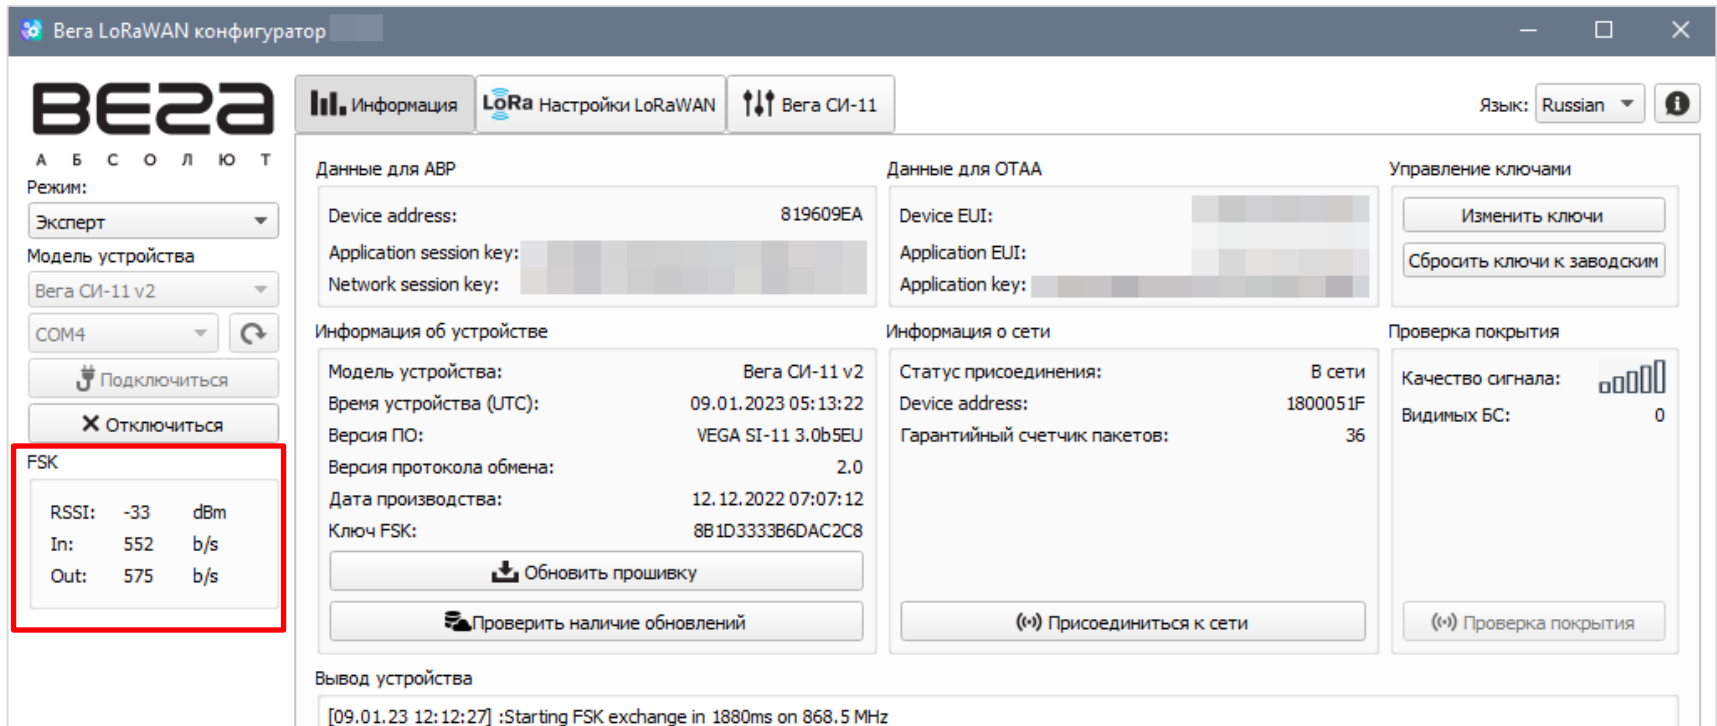 Вега LoRaWAN конфигуратор
ВЕГА
АБСОЛЮТ
Режим:
Эксперт
Модель устройства
Вега СИ-11 v2
COM4
Подключиться
Отключиться
FSK
RSSI: -33 dBm
In: 552 b/s
Out: 575 b/s
Информация
LoRa Настройки LoRaWAN
Вега СИ-11
Язык: Russian
Данные для ABP
Device address: 819609EA
Application session key:
Network session key:
Данные для OTAA
Device EUI:
Application EUI:
Application key:
Управление ключами
Изменить ключи
Сбросить ключи к заводским
Информация об устройстве
Модель устройства: Вега СИ-11 v2
Время устройства (UTC): 09.01.2023 05:13:22
Версия ПО: VEGA SI-11 3.0b5EU
Версия протокола обмена: 2.0
Дата производства: 12.12.2022 07:07:12
Ключ FSK: 8B1D3333B6DAC2C8
Обновить прошивку
Проверить наличие обновлений
Информация о сети
Статус присоединения: В сети
Device address: 1800051F
Гарантийный счетчик пакетов: 36
Присоединиться к сети
Проверка покрытия
Качество сигнала:
Видимых БС: 0
Проверка покрытия
Вывод устройства
[09.01.23 12:12:27] :Starting FSK exchange in 1880ms on 868.5 MHz